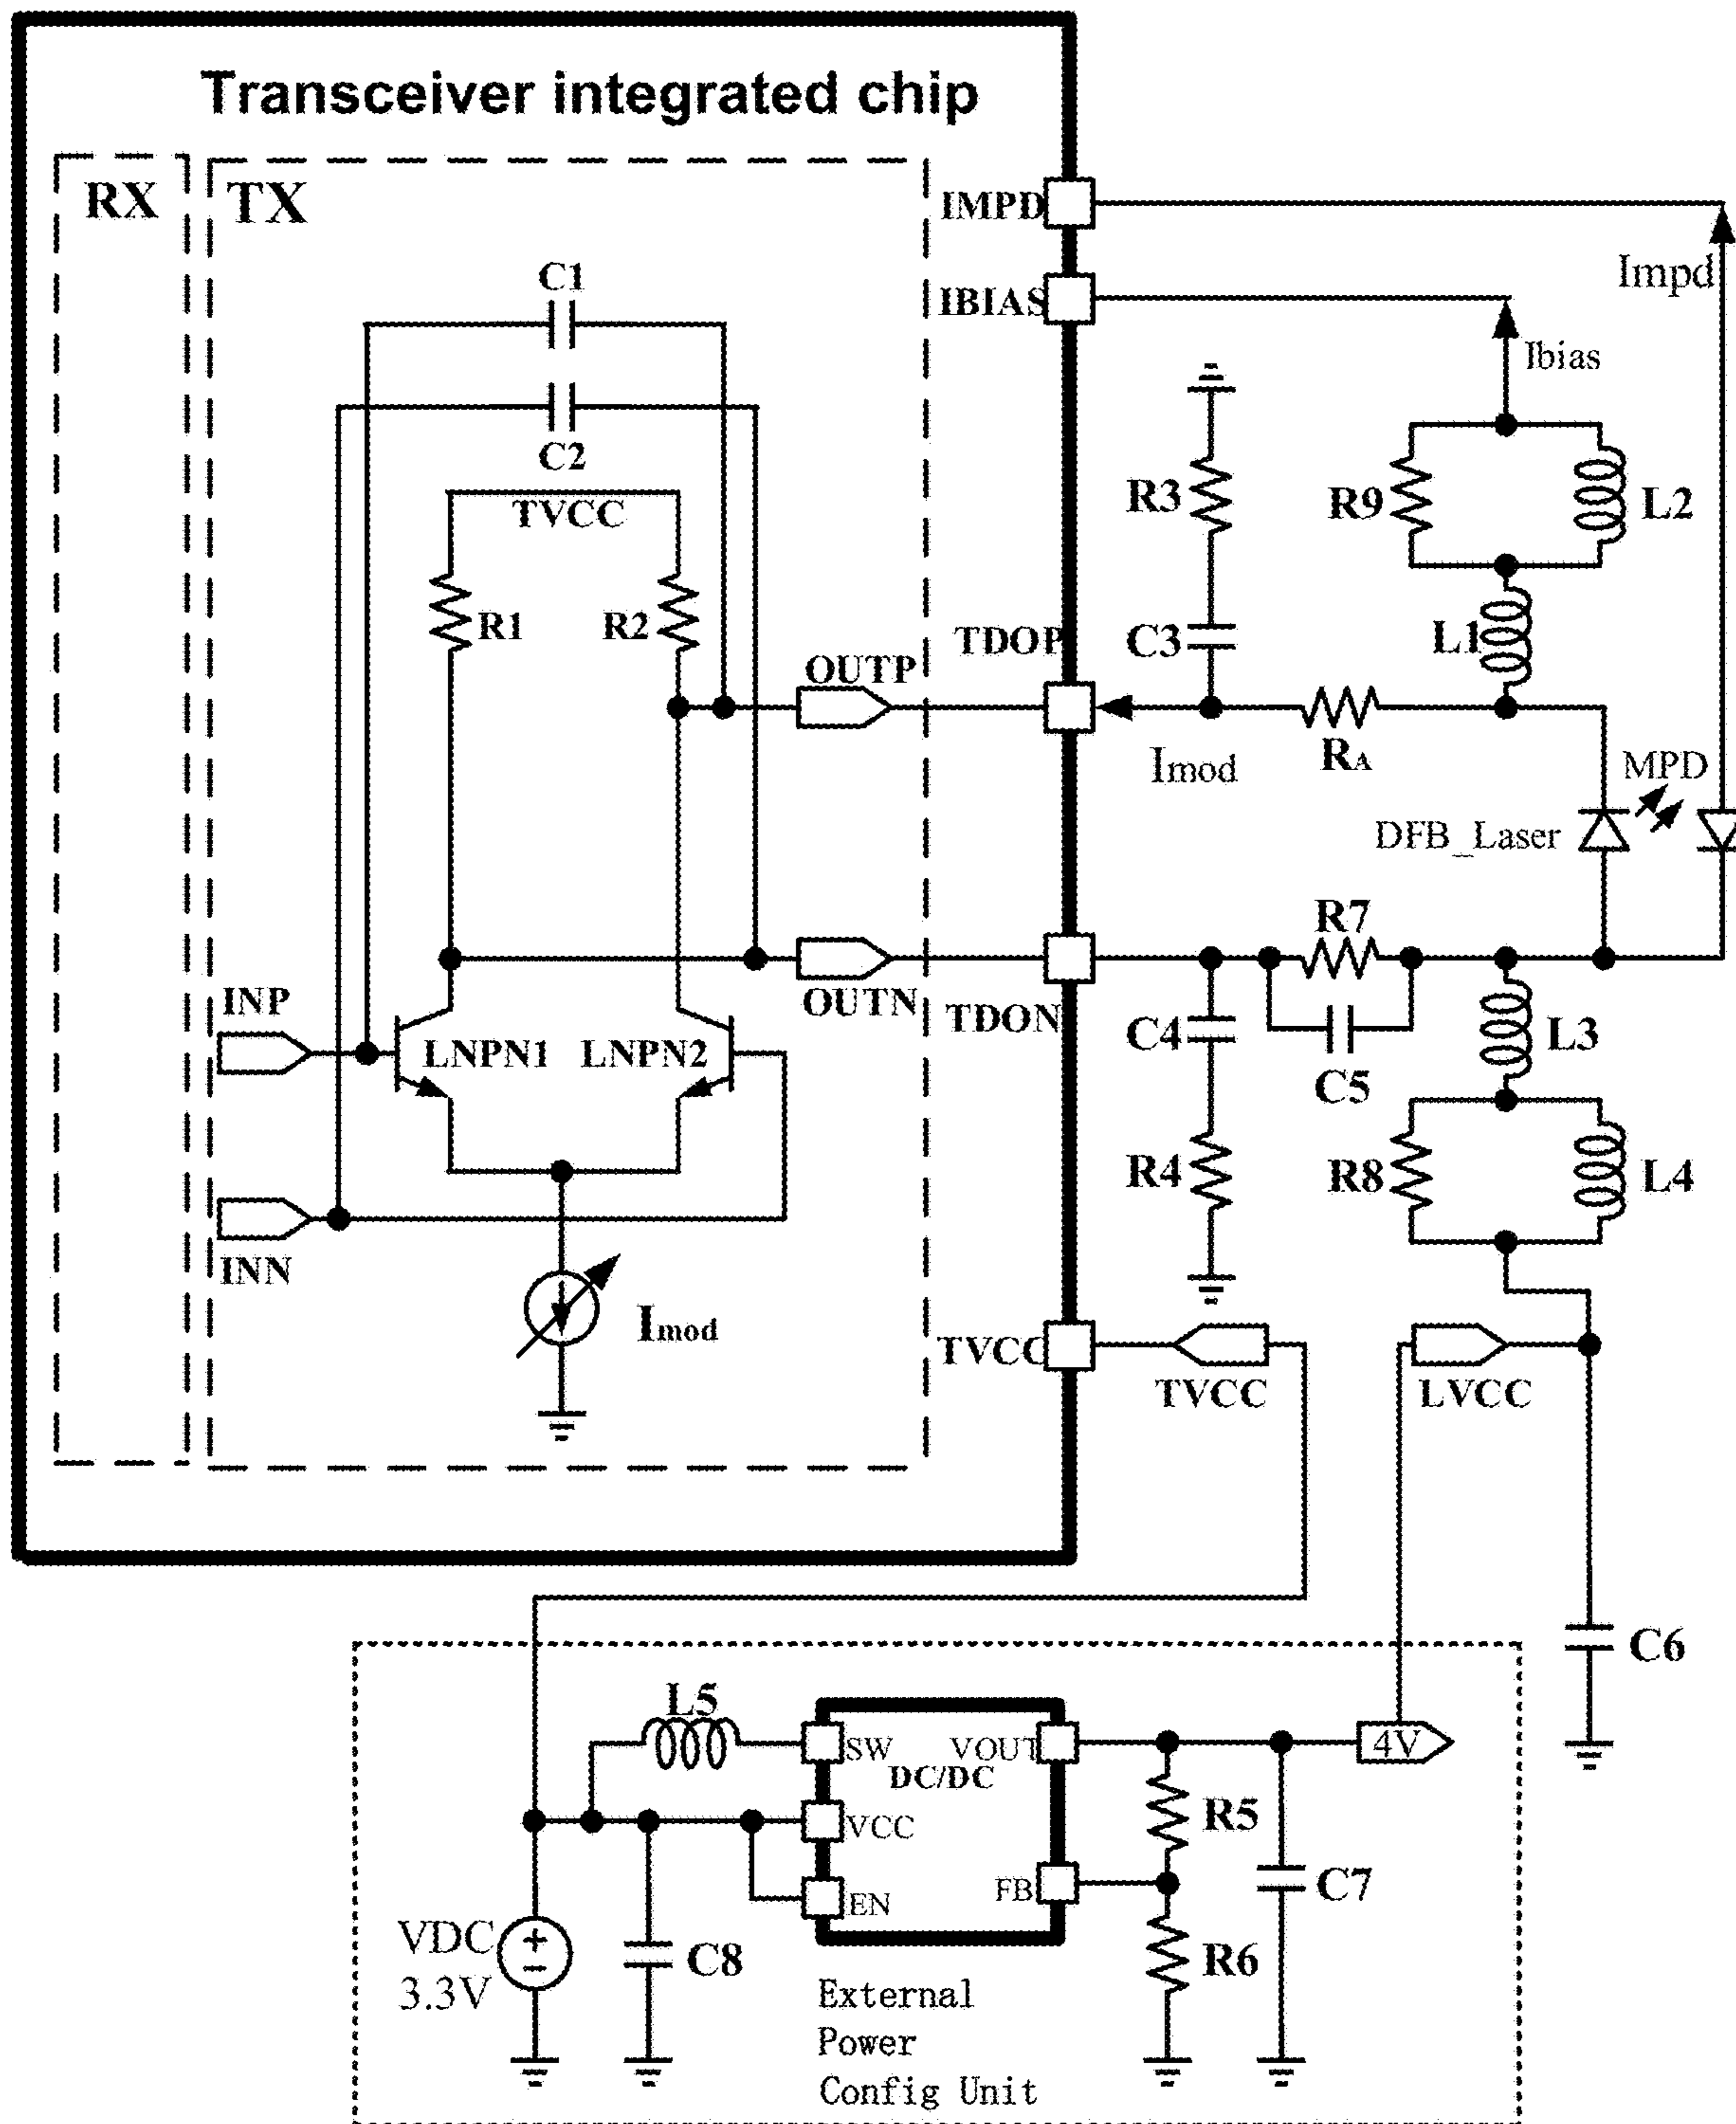 Transceiver integrated chip
RX
TX
IMPD
IBIAS
Impd
Ibias
C1
C2
TVCC
R1
R2
R3
R9
L2
C3
L1
TDOP
OUTP
Imod
RA
MPD
DFB_Laser
R7
OUTN
TDON
INP
LNPN1
LNPN2
C4
C5
L3
R4
R8
L4
INN
Imod
TVCC
TVCC
LVCC
C6
L5
SW
VOUT
DC/DC
4V
VCC
R5
EN
FB
C7
VDC
3.3V
C8
R6
External
Power
Config Unit